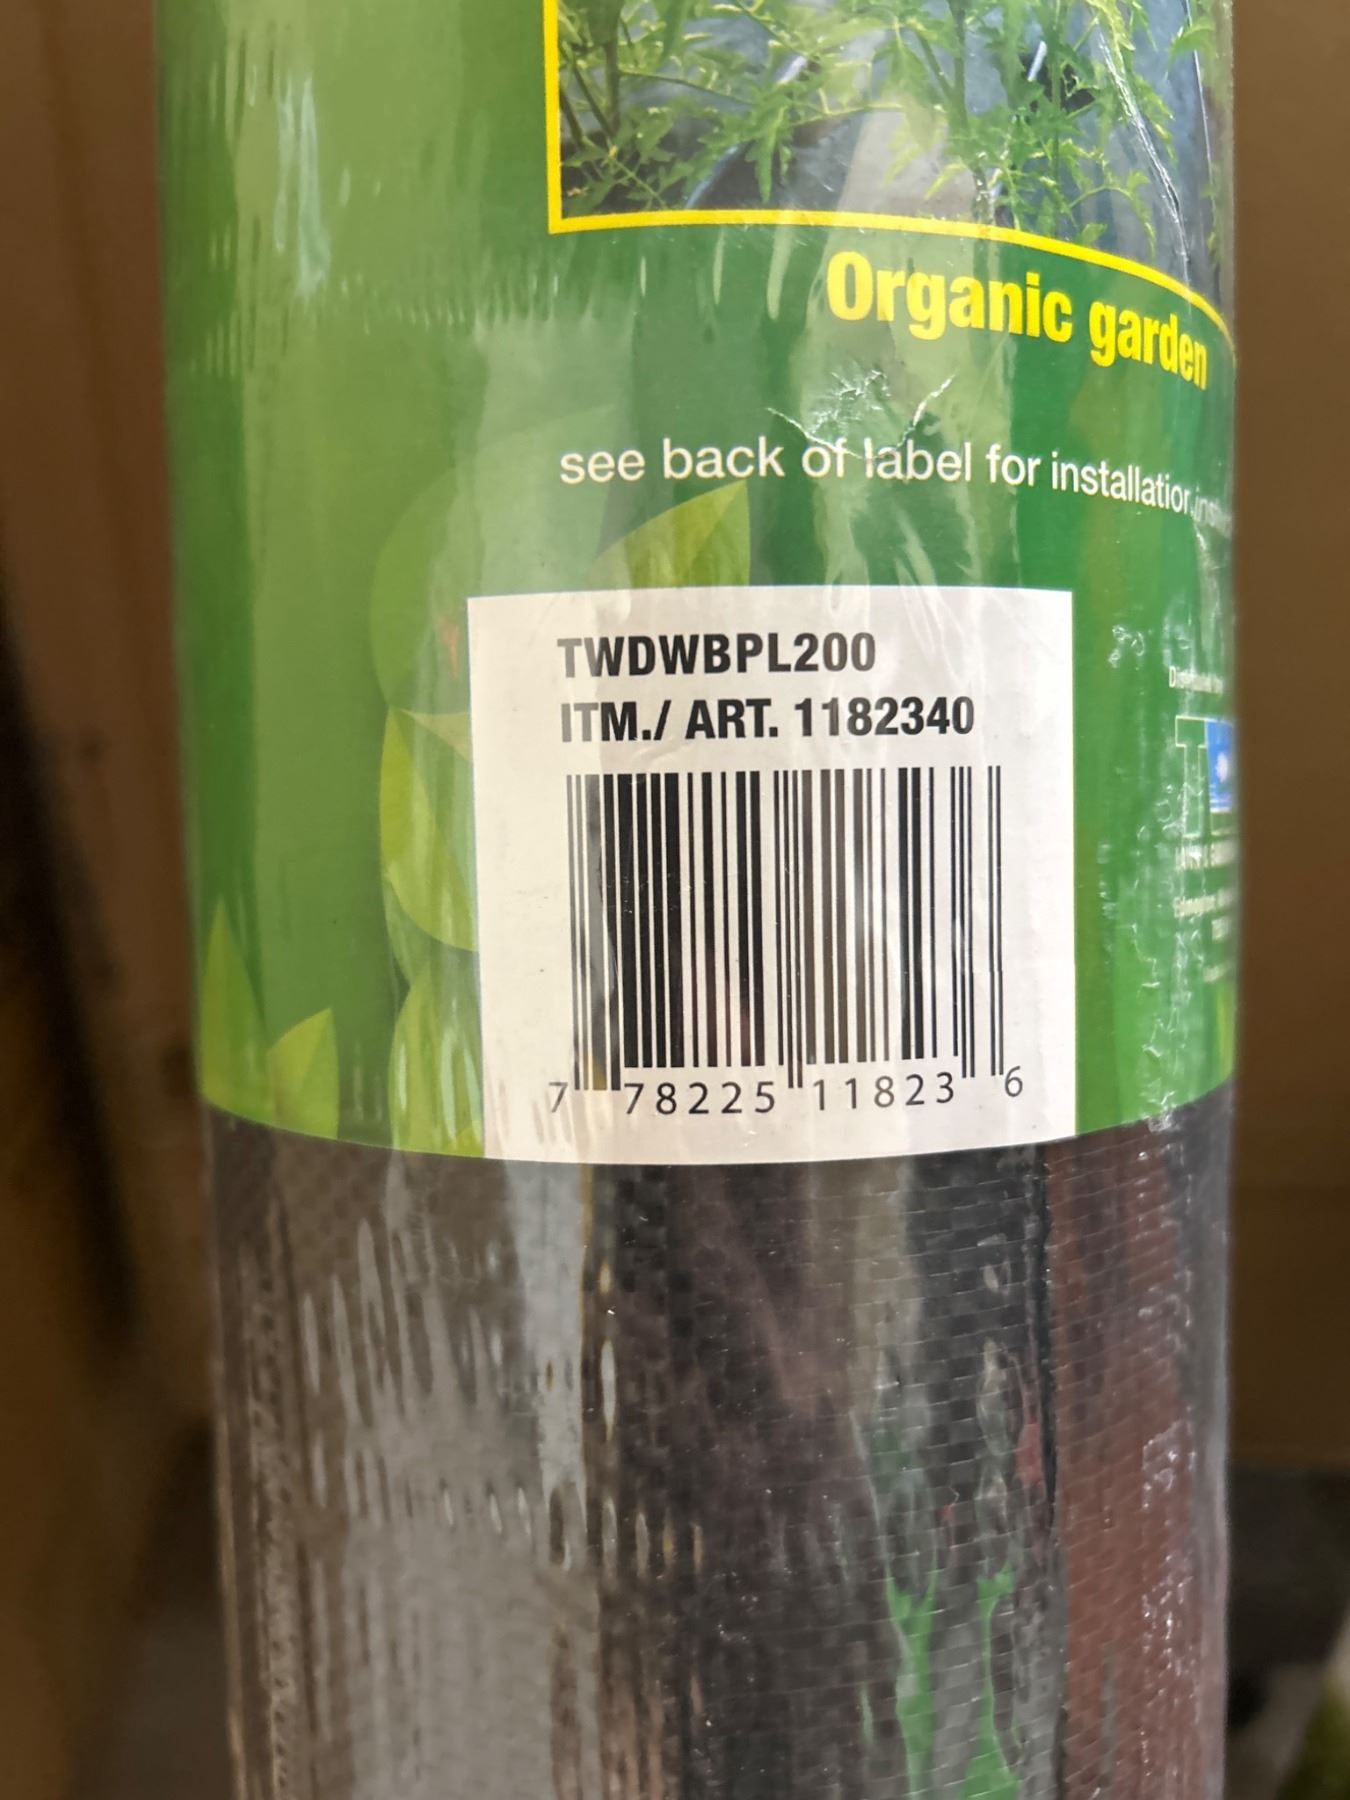 Organic garden
see back of label for installation
TWDWBPL200
ITM./ ART. 1182340
7 78225 11823 6